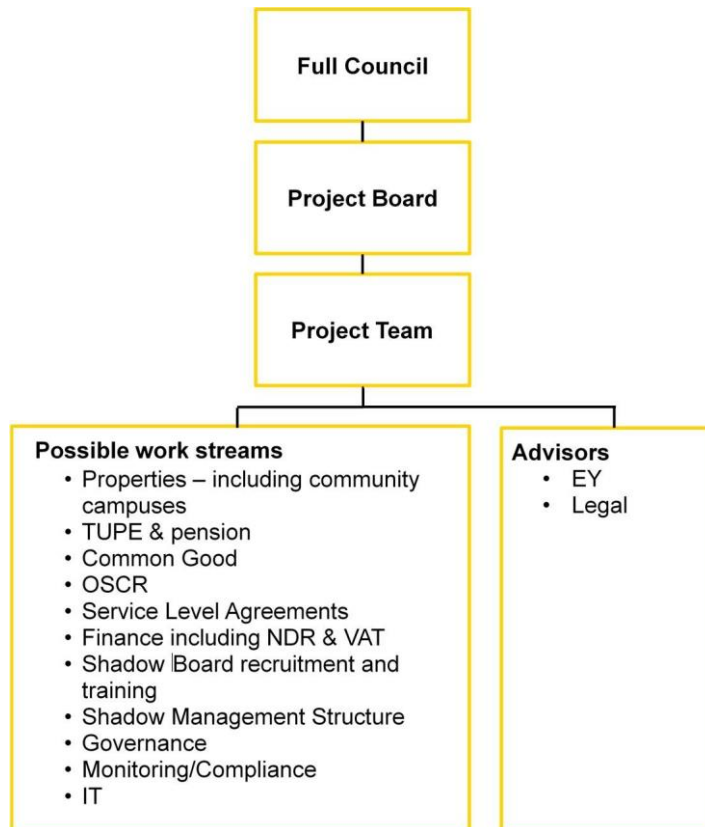 Full Council
Project Board
Project Team
Possible work streams
• Properties – including community
campuses
• TUPE & pension
• Common Good
• OSCR
• Service Level Agreements
• Finance including NDR & VAT
• Shadow Board recruitment and
training
• Shadow Management Structure
• Governance
• Monitoring/Compliance
• IT
Advisors
• EY
• Legal